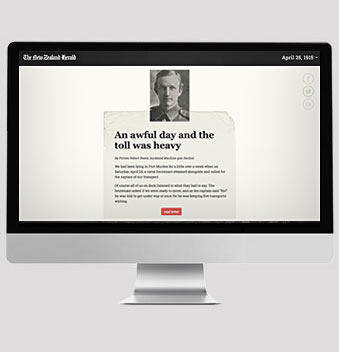 The New Zealand Herald
April 25, 1915
An awful day and the
toll was heavy
By Private Robert Steele, Auckland Machine-gun Section
We had been lying in Port Mudros for a little over a week when on
Saturday, April 24, a naval lieutenant steamed alongside and called for
the captain of our transport.
Of course all of us on deck listened to what they had to say. The
lieutenant asked if we were ready to move, and as the captain said "No"
he was told to get under way at once for he was keeping five transports
waiting.